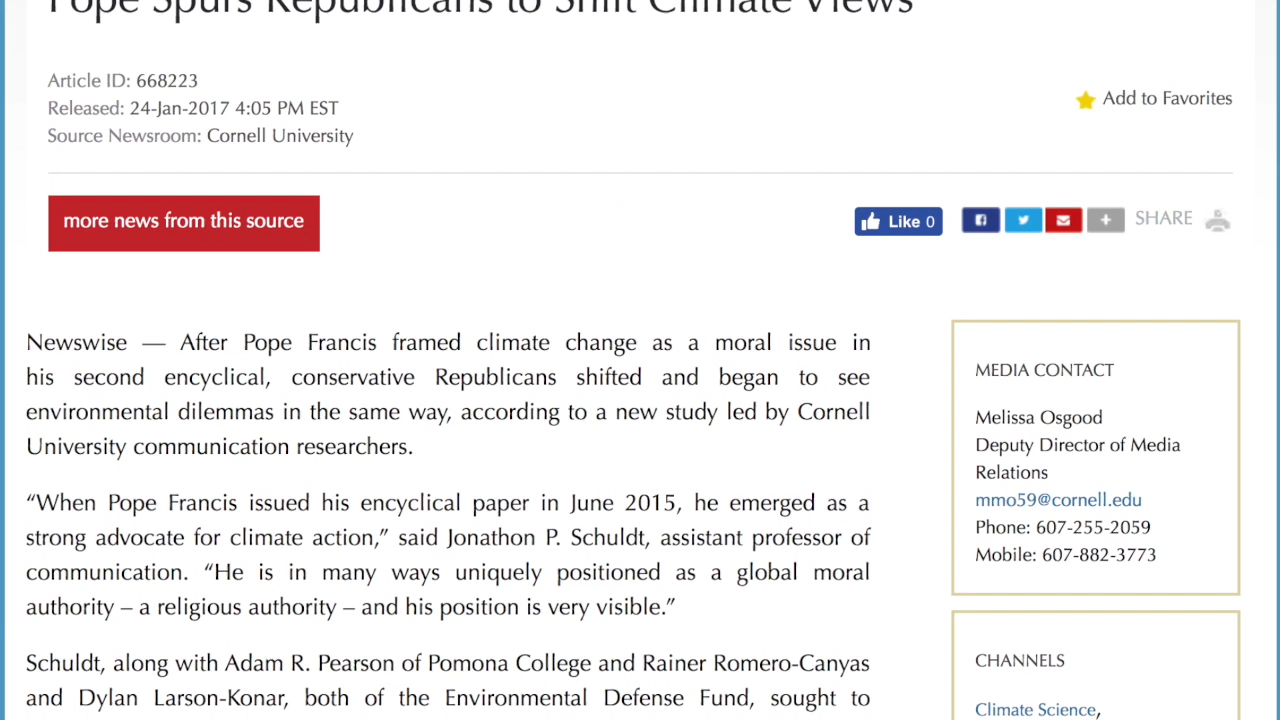 Pope Spurs Republicans to Shift Climate Views
Article ID: 668223
Released: 24-Jan-2017 4:05 PM EST
Source Newsroom: Cornell University
Add to Favorites
more news from this source
Like 0
SHARE
Newswise — After Pope Francis framed climate change as a moral issue in
his second encyclical, conservative Republicans shifted and began to see
environmental dilemmas in the same way, according to a new study led by Cornell
University communication researchers.
“When Pope Francis issued his encyclical paper in June 2015, he emerged as a
strong advocate for climate action,” said Jonathon P. Schuldt, assistant professor of
communication. “He is in many ways uniquely positioned as a global moral
authority – a religious authority – and his position is very visible.”
Schuldt, along with Adam R. Pearson of Pomona College and Rainer Romero-Canyas
and Dylan Larson-Konar, both of the Environmental Defense Fund, sought to
MEDIA CONTACT
Melissa Osgood
Deputy Director of Media
Relations
mmo59@cornell.edu
Phone: 607-255-2059
Mobile: 607-882-3773
CHANNELS
Climate Science,